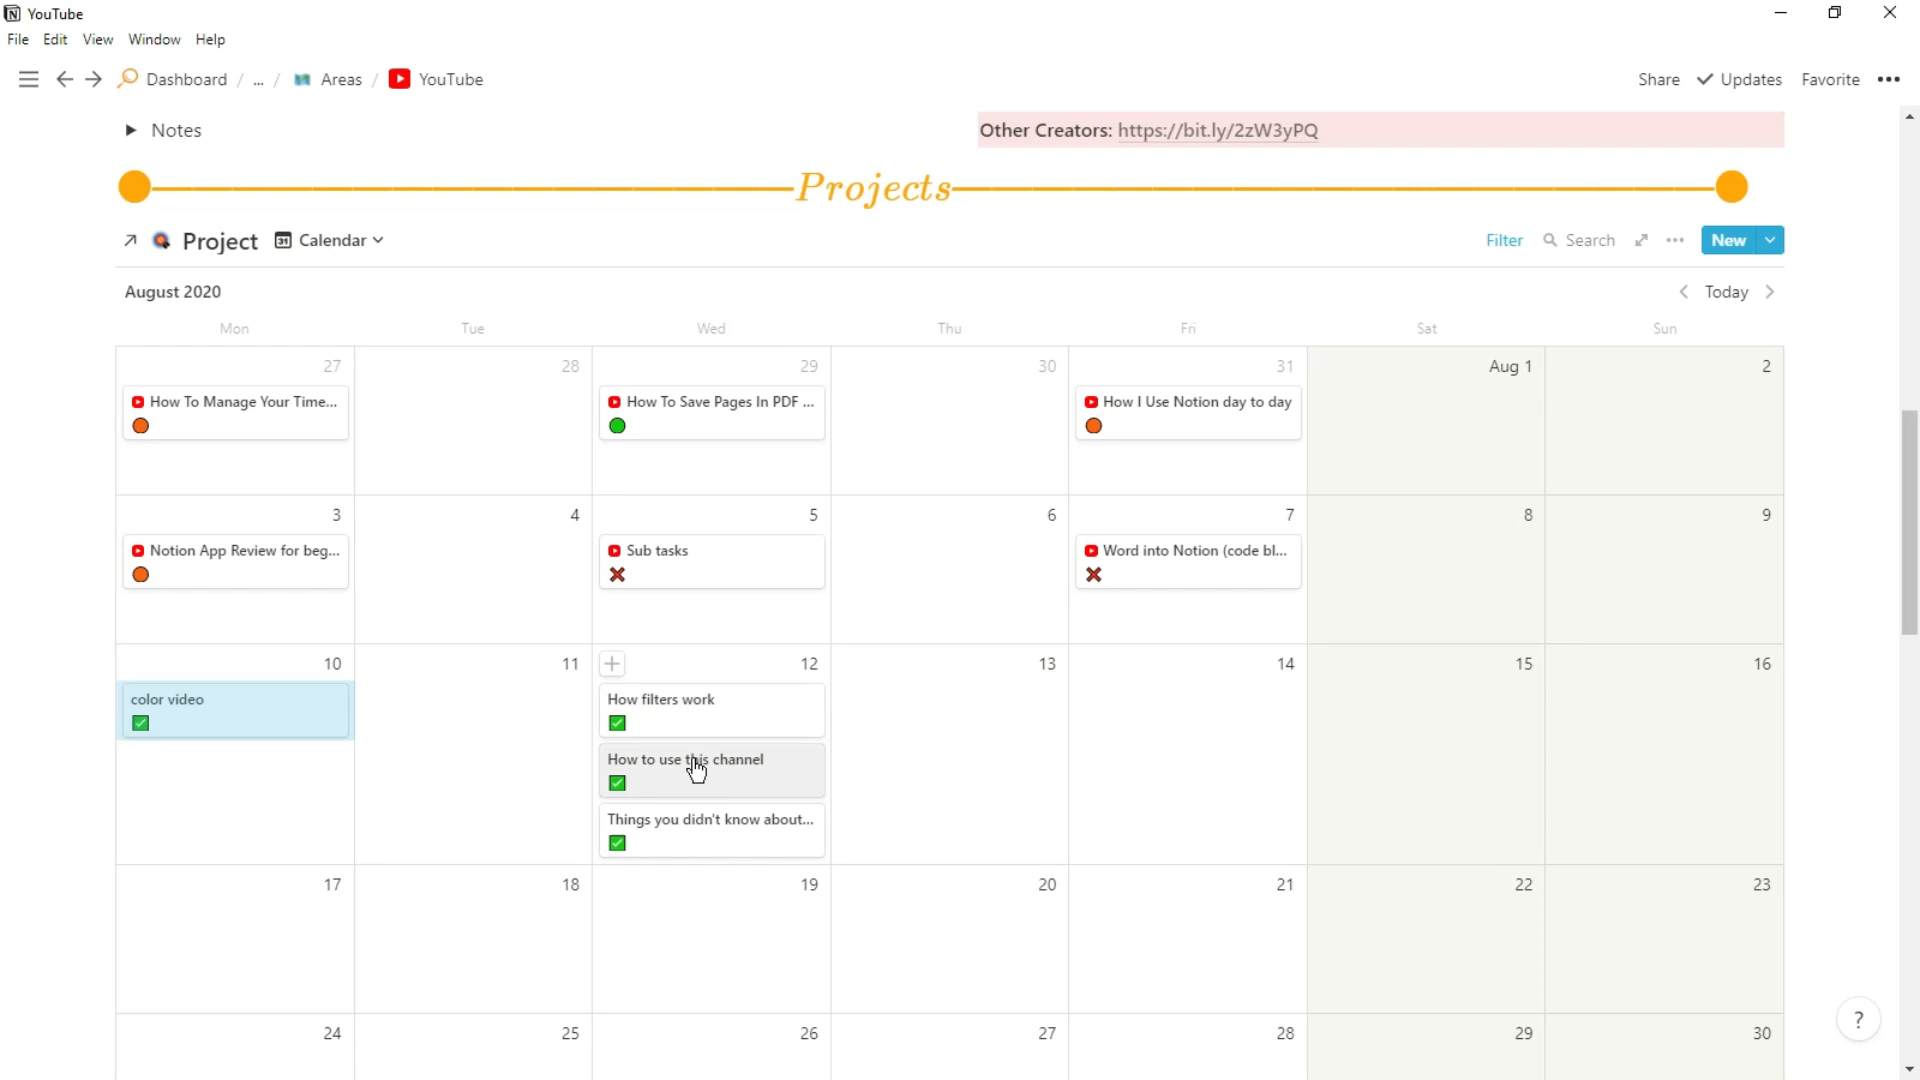 YouTube
File Edit View Window Help
Dashboard / ... / Areas / YouTube
Share Updates Favorite •••
Notes
Other Creators: https://bit.ly/2zW3yPQ
Projects
Project Calendar
Filter Search ••• New
August 2020
Today
Mon Tue Wed Thu Fri Sat Sun
27 28 29 30 31 Aug 1 2
How To Manage Your Time... How To Save Pages In PDF ... How I Use Notion day to day
3 4 5 6 7 8 9
Notion App Review for beg... Sub tasks Word into Notion (code bl...
10 11 12 13 14 15 16
color video How filters work
How to use this channel
Things you didn't know about...
17 18 19 20 21 22 23
24 25 26 27 28 29 30
?